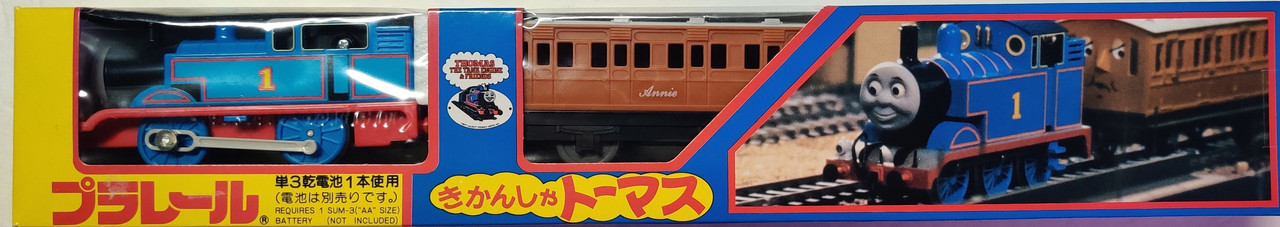 1
THOMAS
THE TANK ENGINE
& FRIENDS
Annie
プラレール®
単3乾電池1本使用
(電池は別売りです。)
REQUIRES 1 SUM-3("AA" SIZE)
BATTERY (NOT INCLUDED)
きかんしゃトーマス
1